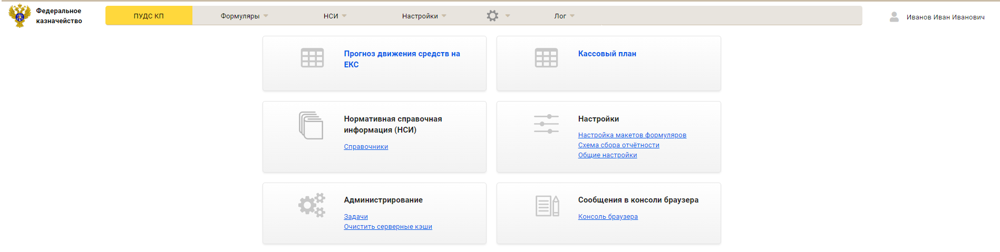 Федеральное
казначейство
ПУДС КП
Формуляры
НСИ
Настройки
Лог
Иванов Иван Иванович
Прогноз движения средств на
ЕКС
Кассовый план
Нормативная справочная
информация (НСИ)
Справочники
Настройки
Настройка макетов формуляров
Схема сбора отчётности
Общие настройки
Администрирование
Задачи
Очистить серверные кэши
Сообщения в консоли браузера
Консоль браузера